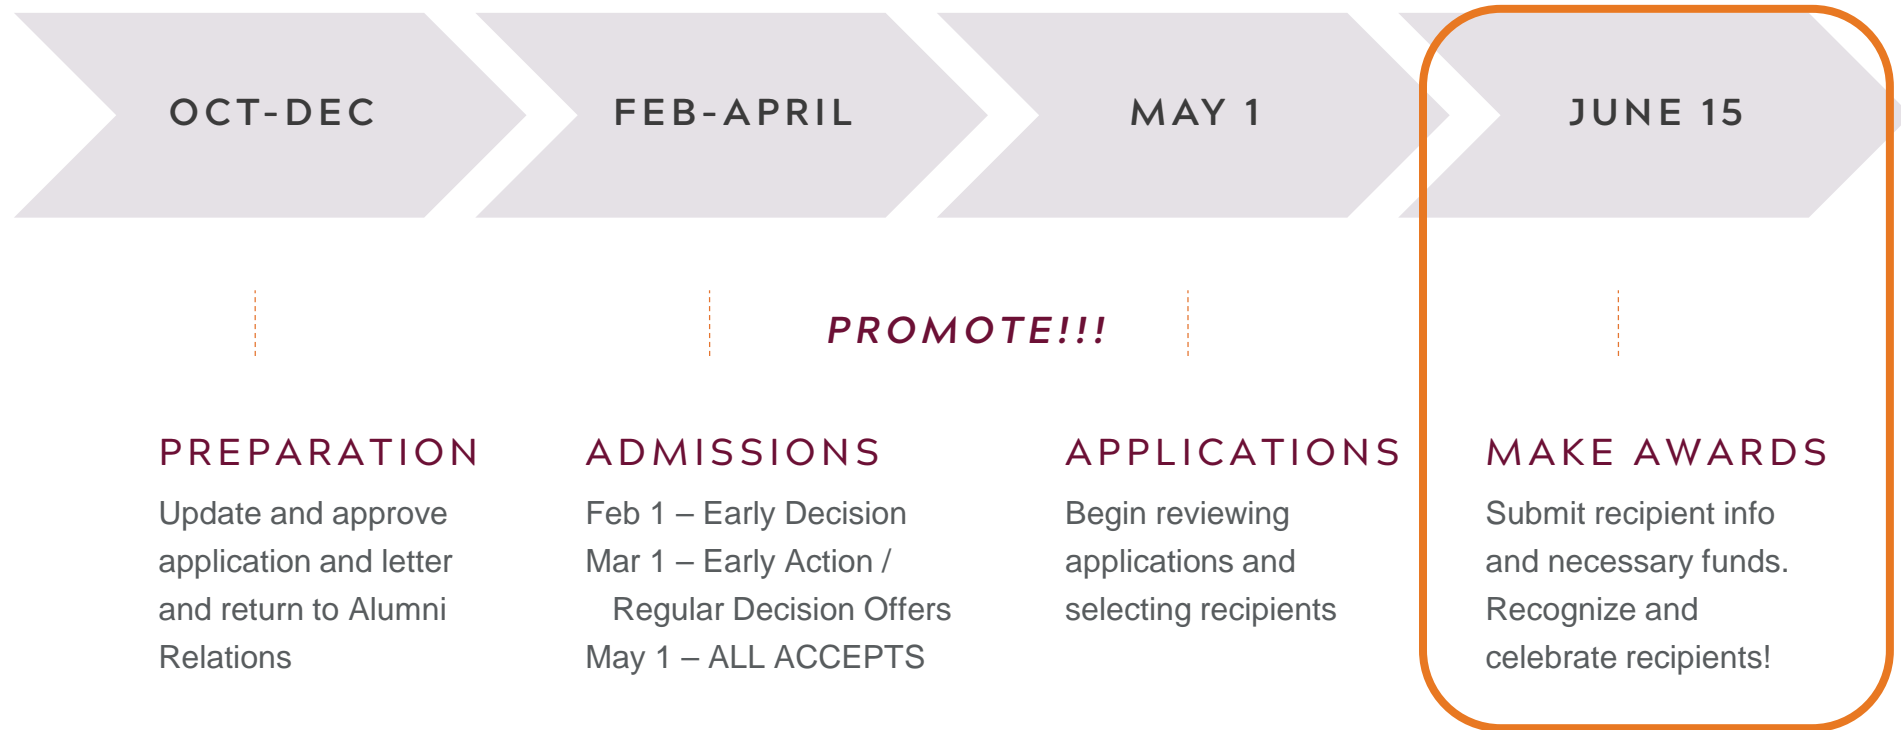 OCT-DEC
FEB-APRIL
MAY 1
JUNE 15
PROMOTE!!!
PREPARATION
Update and approve
application and letter
and return to Alumni
Relations
ADMISSIONS
Feb 1 – Early Decision
Mar 1 – Early Action /
Regular Decision Offers
May 1 – ALL ACCEPTS
APPLICATIONS
Begin reviewing
applications and
selecting recipients
MAKE AWARDS
Submit recipient info
and necessary funds.
Recognize and
celebrate recipients!